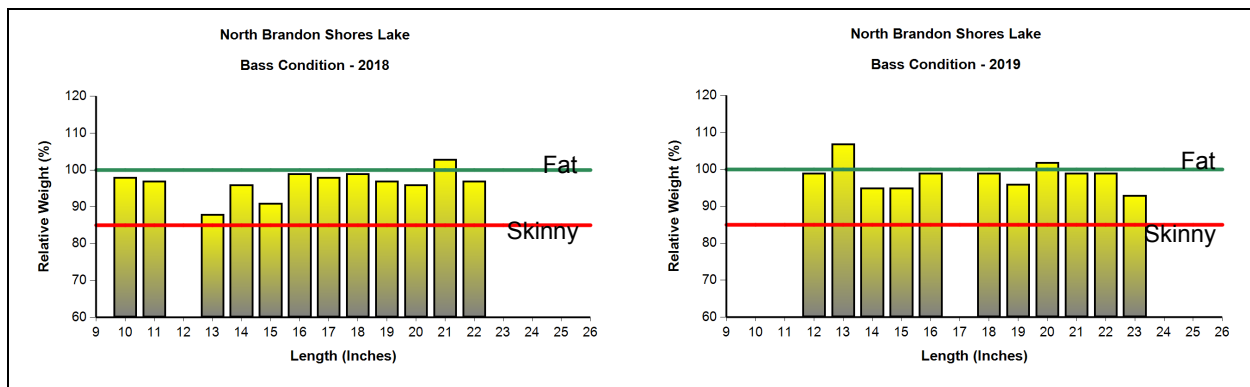 North Brandon Shores Lake
Bass Condition - 2018
120
110
100
90
80
70
60
Relative Weight (%)
Fat
Skinny
9 10 11 12 13 14 15 16 17 18 19 20 21 22 23 24 25 26
Length (Inches)
North Brandon Shores Lake
Bass Condition - 2019
120
110
100
90
80
70
60
Relative Weight (%)
Fat
Skinny
9 10 11 12 13 14 15 16 17 18 19 20 21 22 23 24 25 26
Length (Inches)